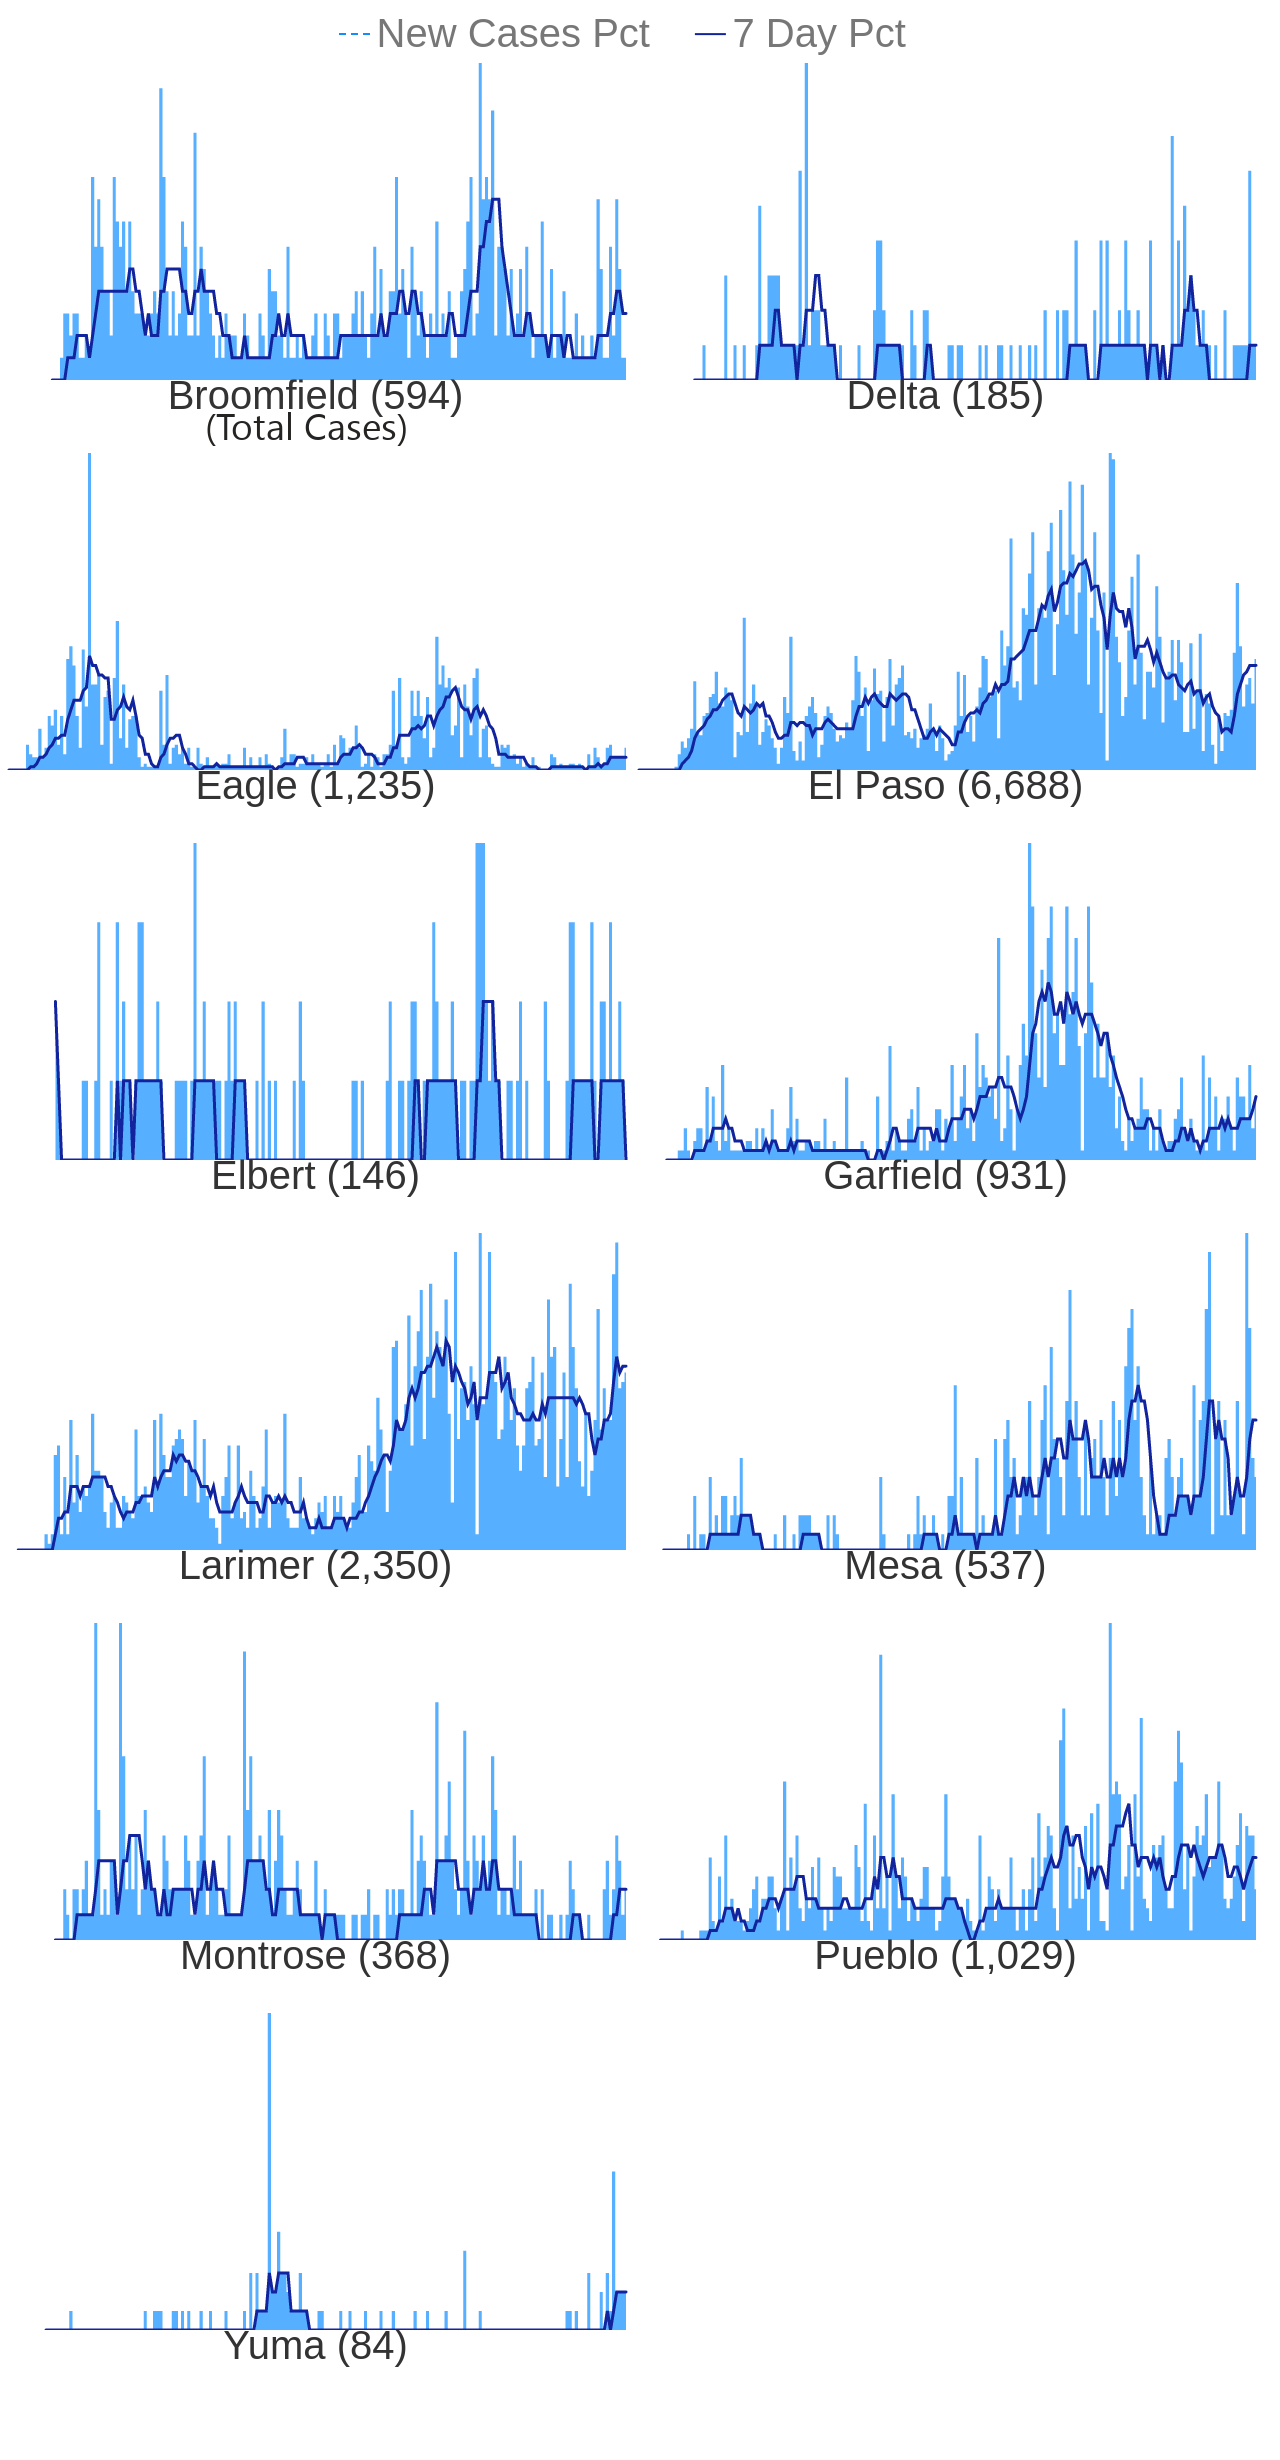 New Cases Pct 7 Day Pct
Broomfield (594) Delta (185)
(Total Cases)
Eagle (1,235) El Paso (6,688)
Elbert (146) Garfield (931)
Larimer (2,350) Mesa (537)
Montrose (368) Pueblo (1,029)
Yuma (84)